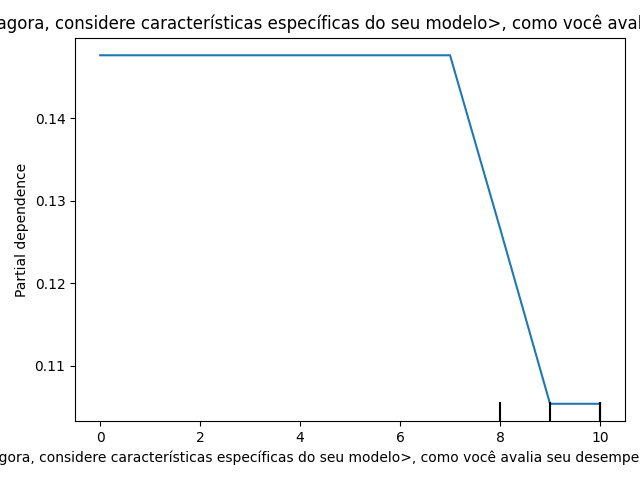 agora, considere características específicas do seu modelo>, como você aval
0.14
0.13
0.12
0.11
Partial dependence
0 2 4 6 8 10
gora, considere características específicas do seu modelo>, como você avalia seu desempe